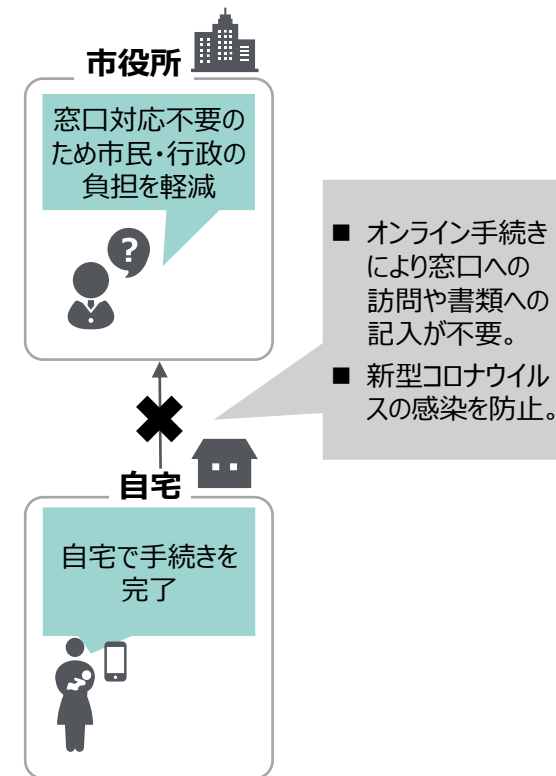 市役所
窓口対応不要の
ため市民・行政の
負担を軽減
?
■ オンライン手続き
により窓口への
訪問や書類への
記入が不要。
■ 新型コロナウイル
スの感染を防止。
自宅
自宅で手続きを
完了